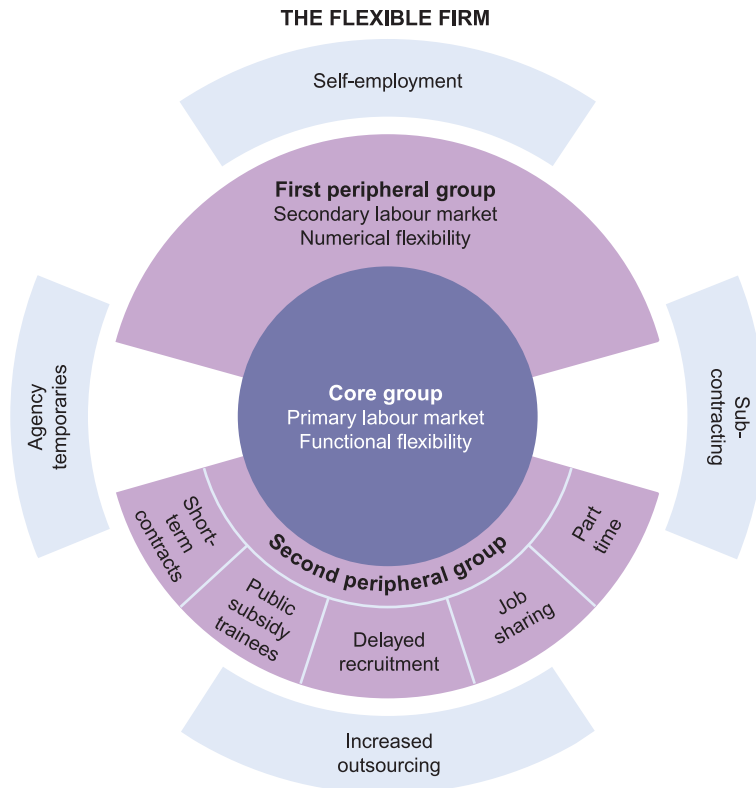 THE FLEXIBLE FIRM
Self-employment
First peripheral group
Secondary labour market
Numerical flexibility
Agency
temporaries
Core group
Primary labour market
Functional flexibility
Sub-
contracting
Second peripheral group
Short-
term
contracts
Public
subsidy
trainees
Delayed
recruitment
Job
sharing
Part
time
Increased
outsourcing